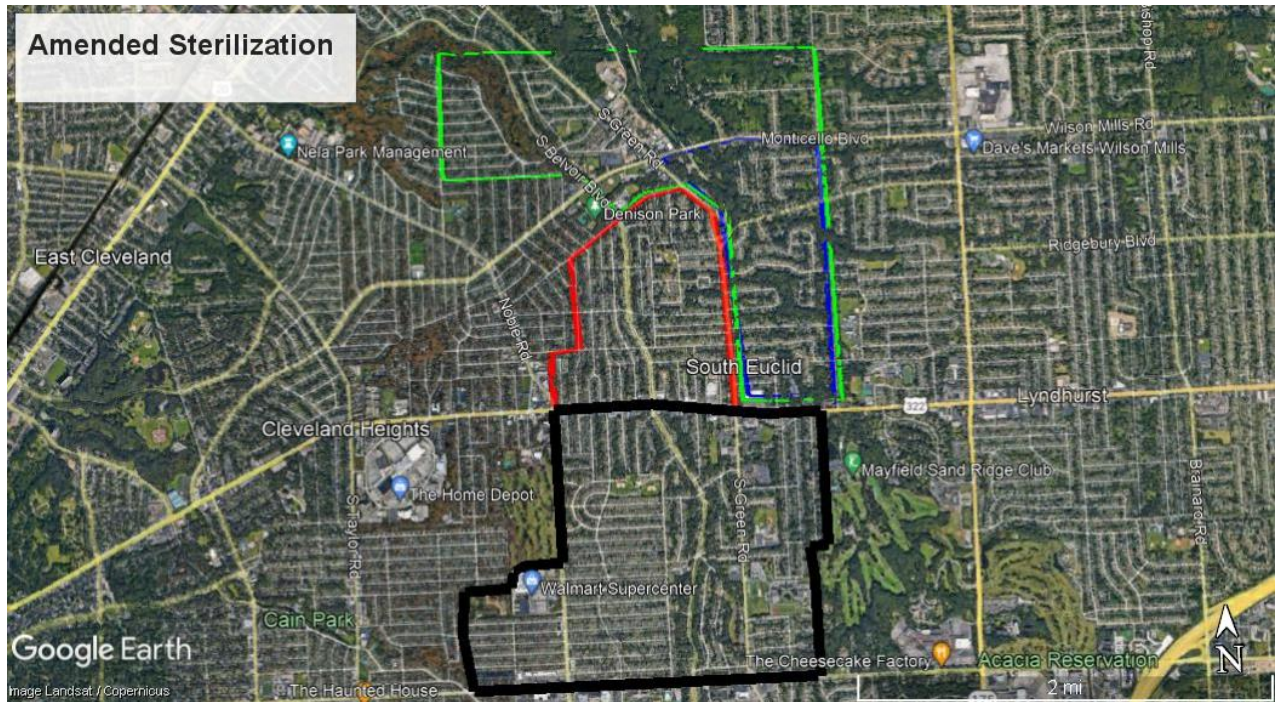 Amended Sterilization
Bishop Rd
S Green Rd
Monticello Blvd
Wilson Mills Rd
Dave's Markets Wilson Mills
Nela Park Management
S Belvoir Blvd
Denison Park
East Cleveland
Ridgebury Blvd
Noble Rd
South Euclid
Lyndhurst
322
Cleveland Heights
Mayfield Sand Ridge Club
The Home Depot
S Taylor Rd
S Green Rd
Brainard Rd
Walmart Supercenter
Cain Park
Google Earth
The Cheesecake Factory
Acacia Reservation
N
Image Landsat / Copernicus
The Haunted House
2 mi